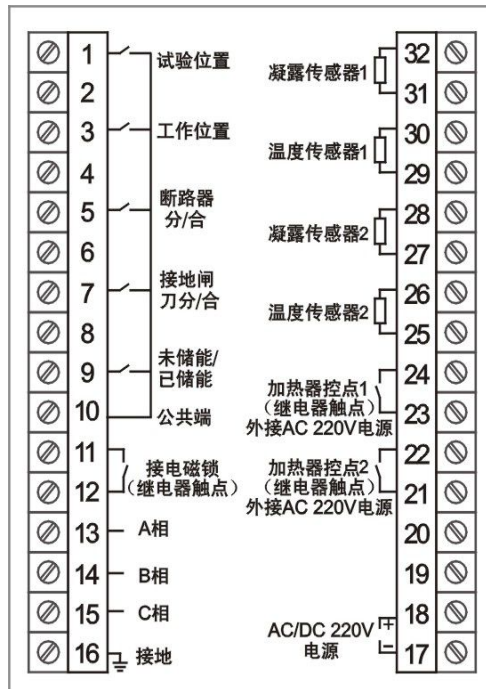 1
试验位置
2
3
工作位置
4
5
断路器
分/合
6
7
接地闸
刀分/合
8
9
未储能/
已储能
10
公共端
11
接电磁锁
(继电器触点)
12
13
A相
14
B相
15
C相
16
接地
32
凝露传感器1
31
30
温度传感器1
29
28
凝露传感器2
27
26
温度传感器2
25
24
加热器控点1
(继电器触点)
23
外接AC 220V电源
22
加热器控点2
(继电器触点)
21
外接AC 220V电源
20
19
18
+
AC/DC 220V
电源
-
17